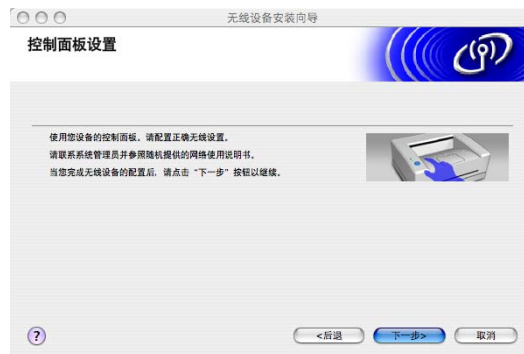 无线设备安装向导
控制面板设置
使用您设备的控制面板。请配置正确无线设置。
请联系系统管理员并参照随机提供的网络使用说明书。
当您完成无线设备的配置后, 请点击“下一步”按钮以继续。
?
<后退
下一步>
取消